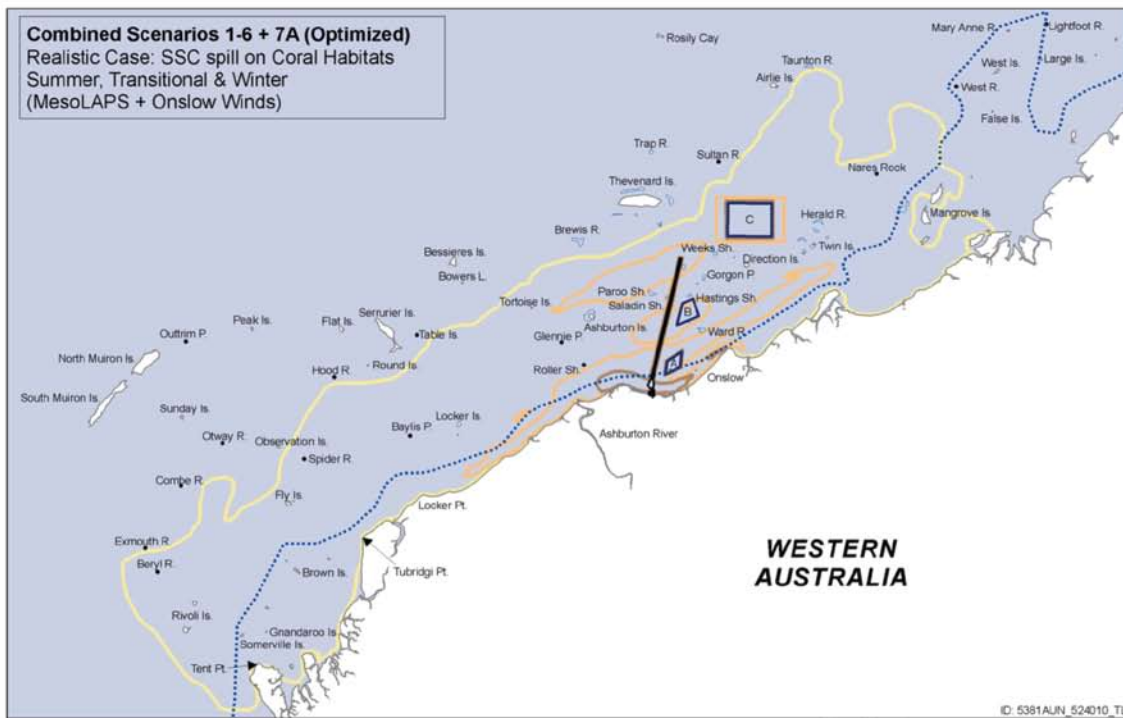 Combined Scenarios 1-6 + 7A (Optimized)
Realistic Case: SSC spill on Coral Habitats
Summer, Transitional & Winter
(MesoLAPS + Onslow Winds)
Rosily Cay
Mary Anne R.
Lightfoot R.
West Is.
Large Is.
West R.
False Is.
Taunton R.
Airlie Is.
Trap R.
Sultan R.
Nares Rock
Thevenard Is.
Mangrove Is.
C
Herald R.
Brewis R.
Twin Is.
Weeks Sh.
Direction Is.
Bessieres Is.
Bowers L.
Gorgon P.
Paroo Sh.
Hastings Sh.
Tortoise Is.
Saladin Sh.
B
Serrurier Is.
Peak Is.
Flat Is.
Ashburton Is.
Ward R.
Outtrim P.
Table Is.
Glennie P.
North Muiron Is.
Round Is.
A
Hood R.
Roller Sh.
Onslow
South Muiron Is.
Sunday Is.
Locker Is.
Baylis P.
Ashburton River
Otway R.
Observation Is.
Spider R.
Combe R.
Fly Is.
Locker Pt.
Exmouth R.
WESTERN
AUSTRALIA
Beryl R.
Brown Is.
Tubridgi Pt.
Rivoli Is.
Gnandaroo Is.
Somerville Is.
Tent Pt.
ID: 5381AUN_524010_TL